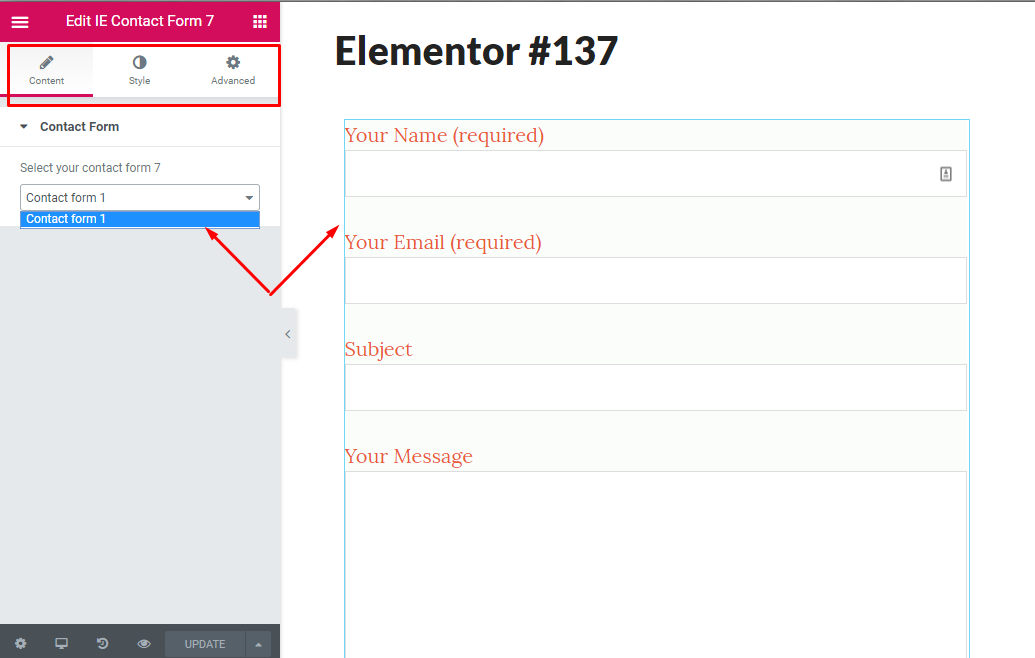 Edit IE Contact Form 7
Content
Style
Advanced
Contact Form
Select your contact form 7
Contact form 1
Contact form 1
UPDATE
Elementor #137
Your Name (required)
Your Email (required)
Subject
Your Message